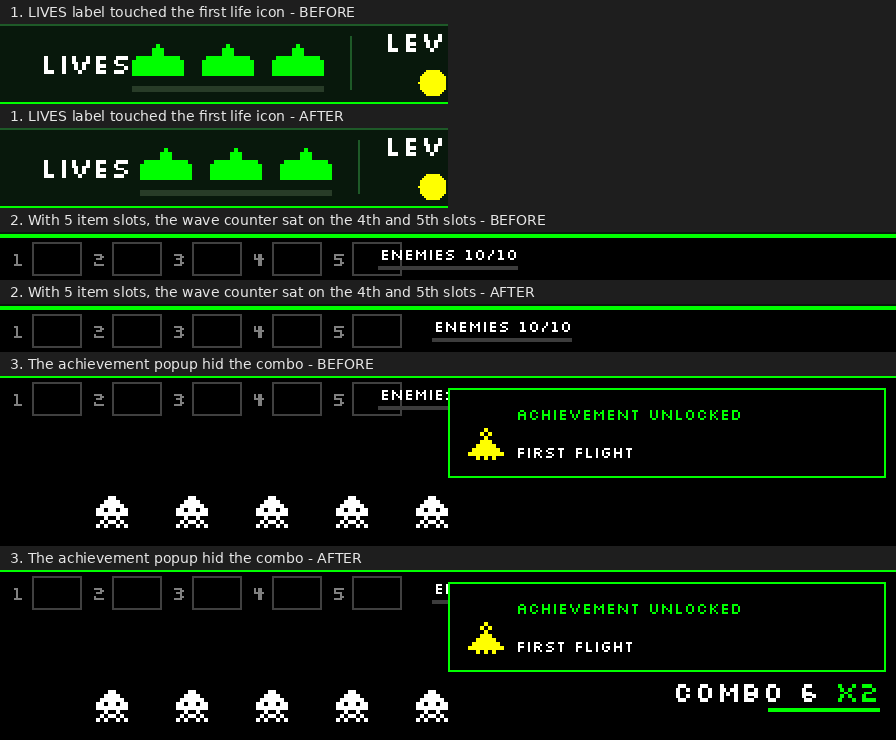 1. LIVES label touched the first life icon - BEFORE
LIVES
LEV
1. LIVES label touched the first life icon - AFTER
LIVES
LEV
2. With 5 item slots, the wave counter sat on the 4th and 5th slots - BEFORE
1 2 3 4 5 ENEMIES 10/10
2. With 5 item slots, the wave counter sat on the 4th and 5th slots - AFTER
1 2 3 4 5 ENEMIES 10/10
3. The achievement popup hid the combo - BEFORE
1 2 3 4 5 ENEMIES
ACHIEVEMENT UNLOCKED
FIRST FLIGHT
3. The achievement popup hid the combo - AFTER
1 2 3 4 5 E
ACHIEVEMENT UNLOCKED
FIRST FLIGHT
COMBO 6 X2